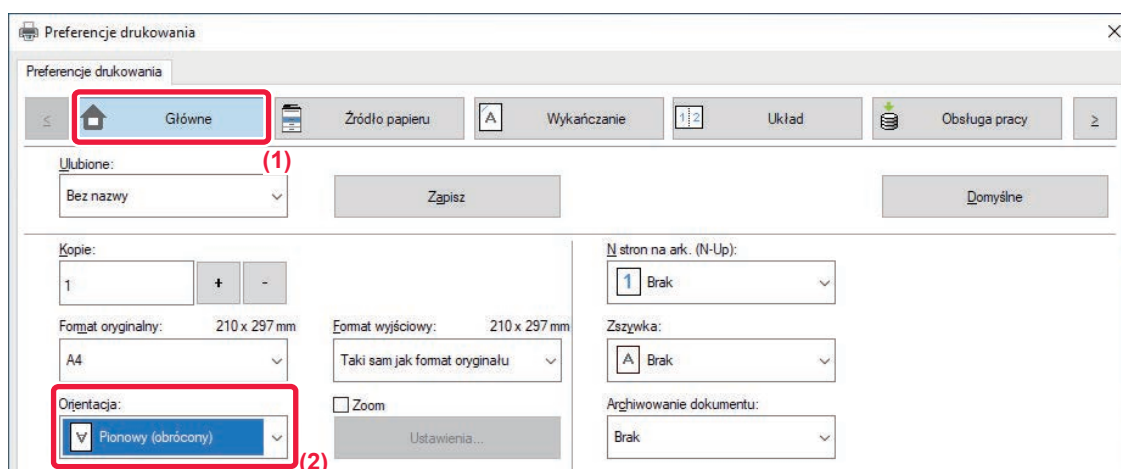 Preferencje drukowania
Preferencje drukowania
< Główne Źródło papieru A Wykańczanie 1 2 Układ Obsługa pracy >
(1)
Ulubione:
Bez nazwy Zapisz Domyślne
Kopie: N stron na ark. (N-Up):
1 + - 1 Brak
Format oryginalny: 210 x 297 mm Format wyjściowy: 210 x 297 mm Zszywka:
A4 Taki sam jak format oryginału A Brak
Orientacja: Zoom Archiwowanie dokumentu:
A Pionowy (obrócony) Ustawienia... Brak
(2)